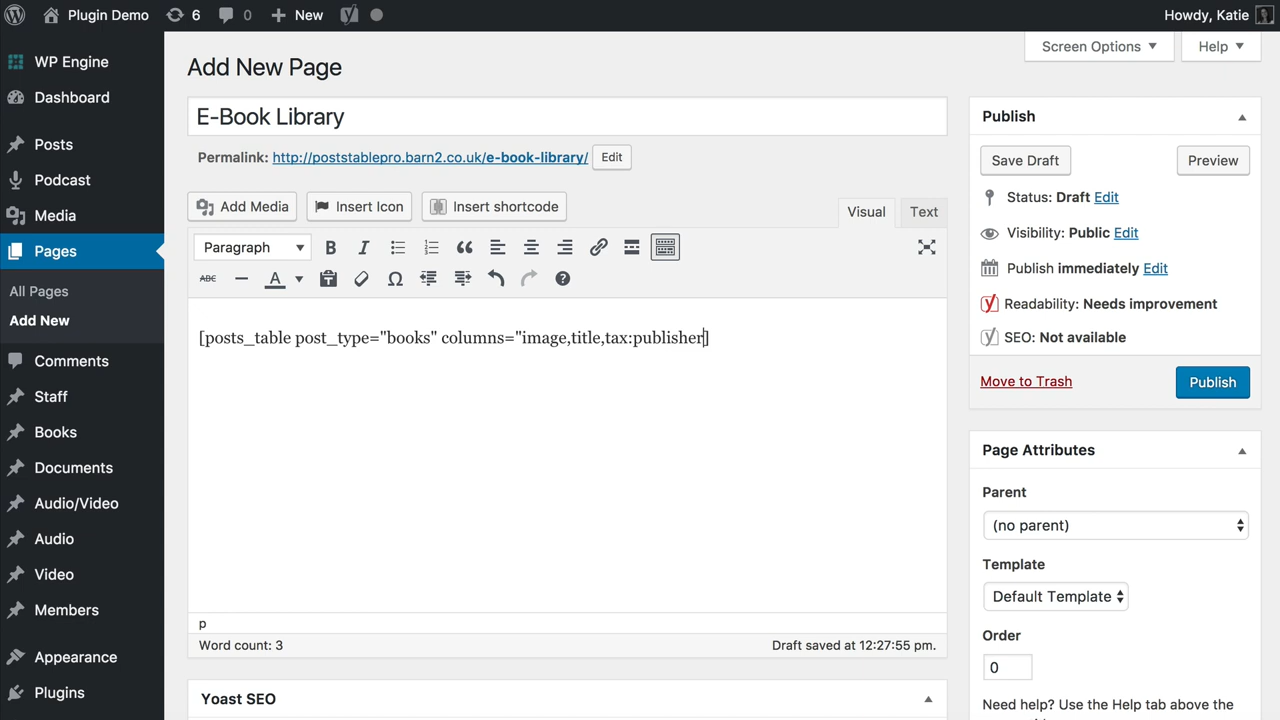 Plugin Demo 6 0 New Howdy, Katie
WP Engine
Dashboard
Posts
Podcast
Media
Pages
All Pages
Add New
Comments
Staff
Books
Documents
Audio/Video
Audio
Video
Members
Appearance
Plugins
Screen Options Help
Add New Page
E-Book Library
Permalink: http://poststablepro.barn2.co.uk/e-book-library/ Edit
Add Media Insert Icon Insert shortcode
Visual Text
Paragraph B I
ABC A Ω
[posts_table post_type="books" columns="image,title,tax:publisher]
p
Word count: 3 Draft saved at 12:27:55 pm.
Yoast SEO
Publish
Save Draft Preview
Status: Draft Edit
Visibility: Public Edit
Publish immediately Edit
Readability: Needs improvement
SEO: Not available
Move to Trash Publish
Page Attributes
Parent
(no parent)
Template
Default Template
Order
0
Need help? Use the Help tab above the